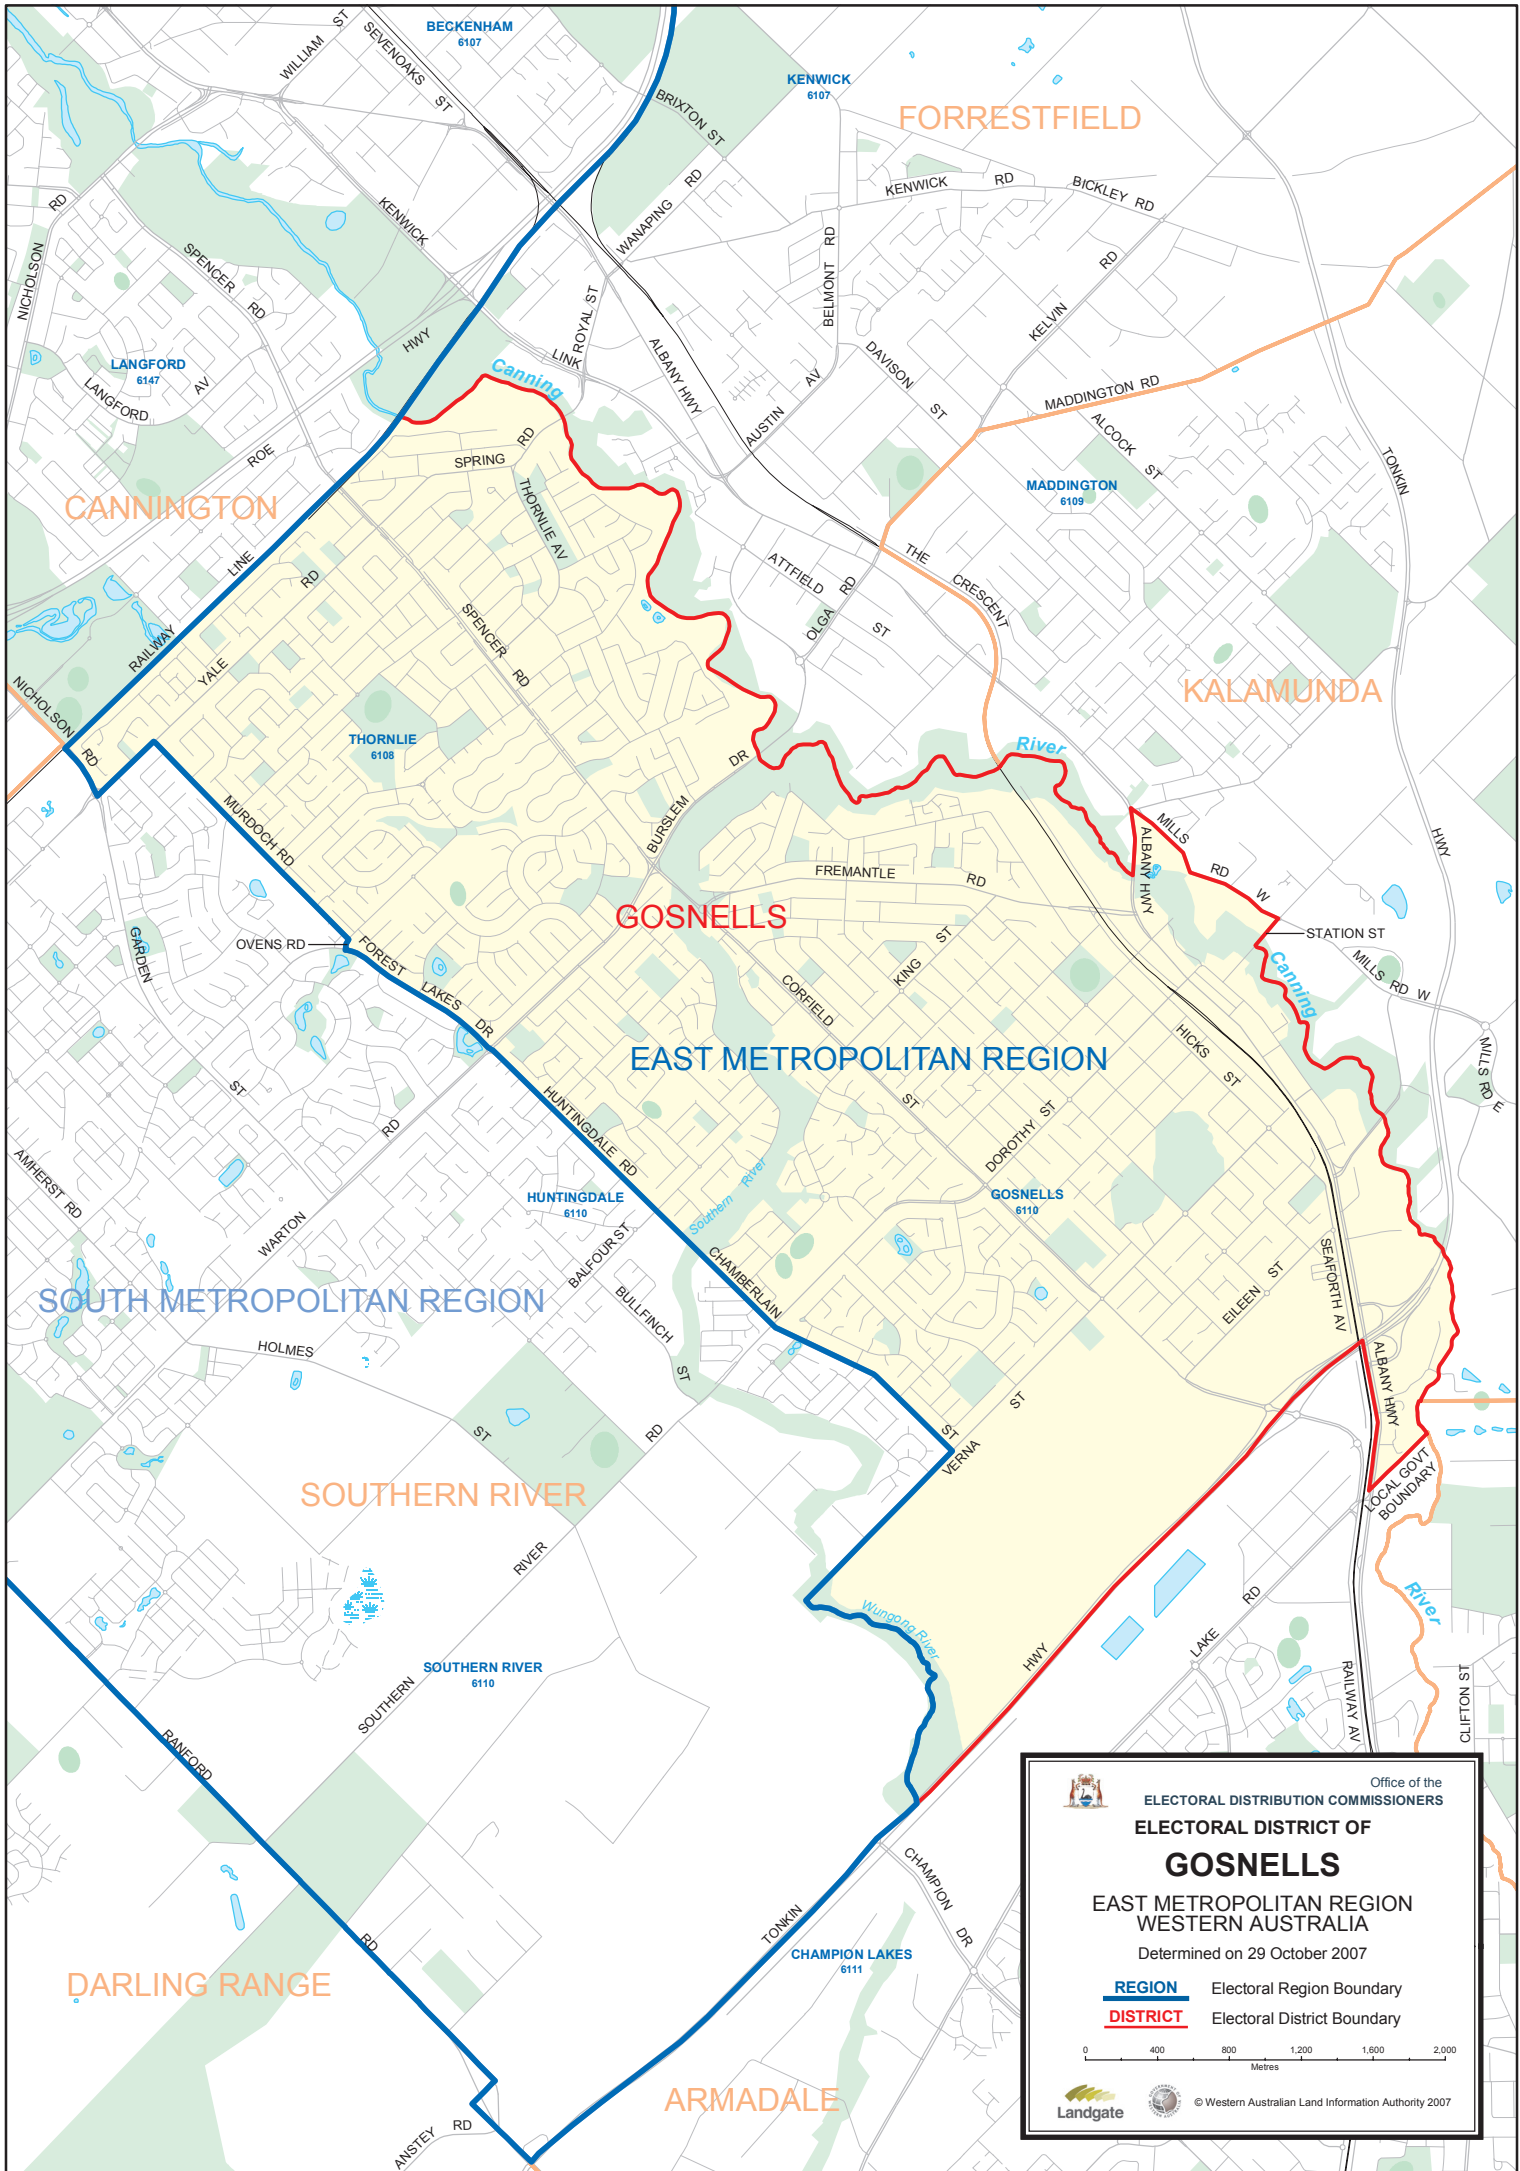 BECKENHAM
6107
WILLIAM ST
SEVENOAKS ST
KENWICK
6107
BRIXTON ST
FORRESTFIELD
NICHOLSON RD
SPENCER RD
KENWICK
WANAPING RD
BELMONT RD
KENWICK RD
BICKLEY RD
KELVIN RD
LANGFORD
6147
LANGFORD AV
HWY
LINK
ROYAL ST
ALBANY HWY
Canning
DAVISON ST
AUSTIN AV
MADDINGTON RD
ALCOCK ST
TONKIN
ROE
SPRING RD
THORNLIE AV
CANNINGTON
MADDINGTON
6109
LINE
RD
ATTFIELD ST
OLGA RD
THE CRESCENT
RAILWAY
YALE
SPENCER RD
NICHOLSON RD
THORNLIE
6108
KALAMUNDA
River
BURSLEM DR
MURDOCH RD
MILLS RD W
ALBANY HWY
HWY
FREMANTLE RD
GOSNELLS
GARDEN
OVENS RD
FOREST LAKES DR
KING ST
CORFIELD
STATION ST
MILLS RD W
Canning
EAST METROPOLITAN REGION
HICKS ST
MILLS RD E
ST
RD
HUNTINGDALE RD
ST
DOROTHY ST
AMHERST RD
HUNTINGDALE
6110
Southern River
GOSNELLS
6110
WARTON
BALFOUR ST
CHAMBERLAIN
SEAFORTH AV
SOUTH METROPOLITAN REGION
BULLFINCH ST
EILEEN ST
HOLMES ST
ALBANY HWY
RD
ST
VERNA ST
LOCAL GOVT
BOUNDARY
SOUTHERN RIVER
RIVER
Wungong River
River
HWY
LAKE RD
SOUTHERN RIVER
6110
SOUTHERN
RAILWAY AV
CLIFTON ST
RANFORD
CHAMPION DR
TONKIN
RD
CHAMPION LAKES
6111
DARLING RANGE
ARMADALE
ANSTEY RD
Office of the
ELECTORAL DISTRIBUTION COMMISSIONERS
ELECTORAL DISTRICT OF
GOSNELLS
EAST METROPOLITAN REGION
WESTERN AUSTRALIA
Determined on 29 October 2007
REGION Electoral Region Boundary
DISTRICT Electoral District Boundary
0 400 800 1,200 1,600 2,000
Metres
Landgate
© Western Australian Land Information Authority 2007